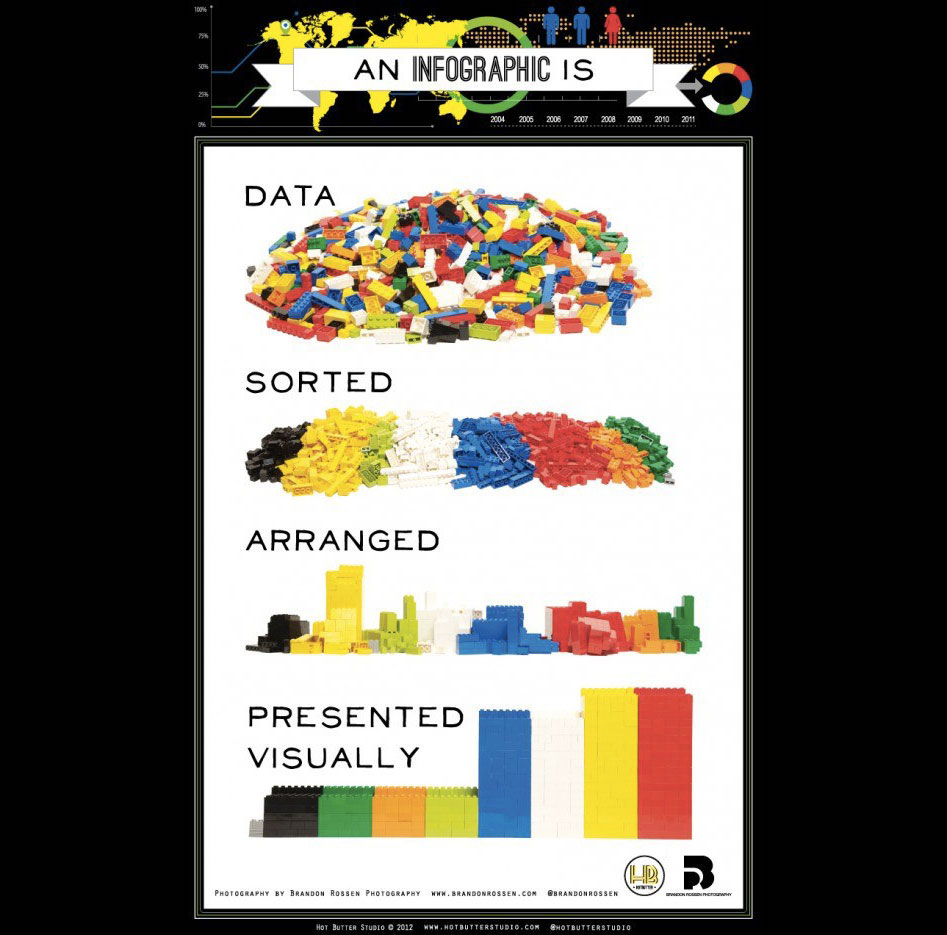 100%
75%
50%
25%
0%
AN INFOGRAPHIC IS
2004 2005 2006 2007 2008 2009 2010 2011
DATA
SORTED
ARRANGED
PRESENTED
VISUALLY
HB
HOTBUTTER
BRANDON ROSSEN PHOTOGRAPHY
PHOTOGRAPHY BY BRANDON ROSSEN PHOTOGRAPHY WWW.BRANDONROSSEN.COM @BRANDONROSSEN
HOT BUTTER STUDIO © 2012 WWW.HOTBUTTERSTUDIO.COM @HOTBUTTERSTUDIO